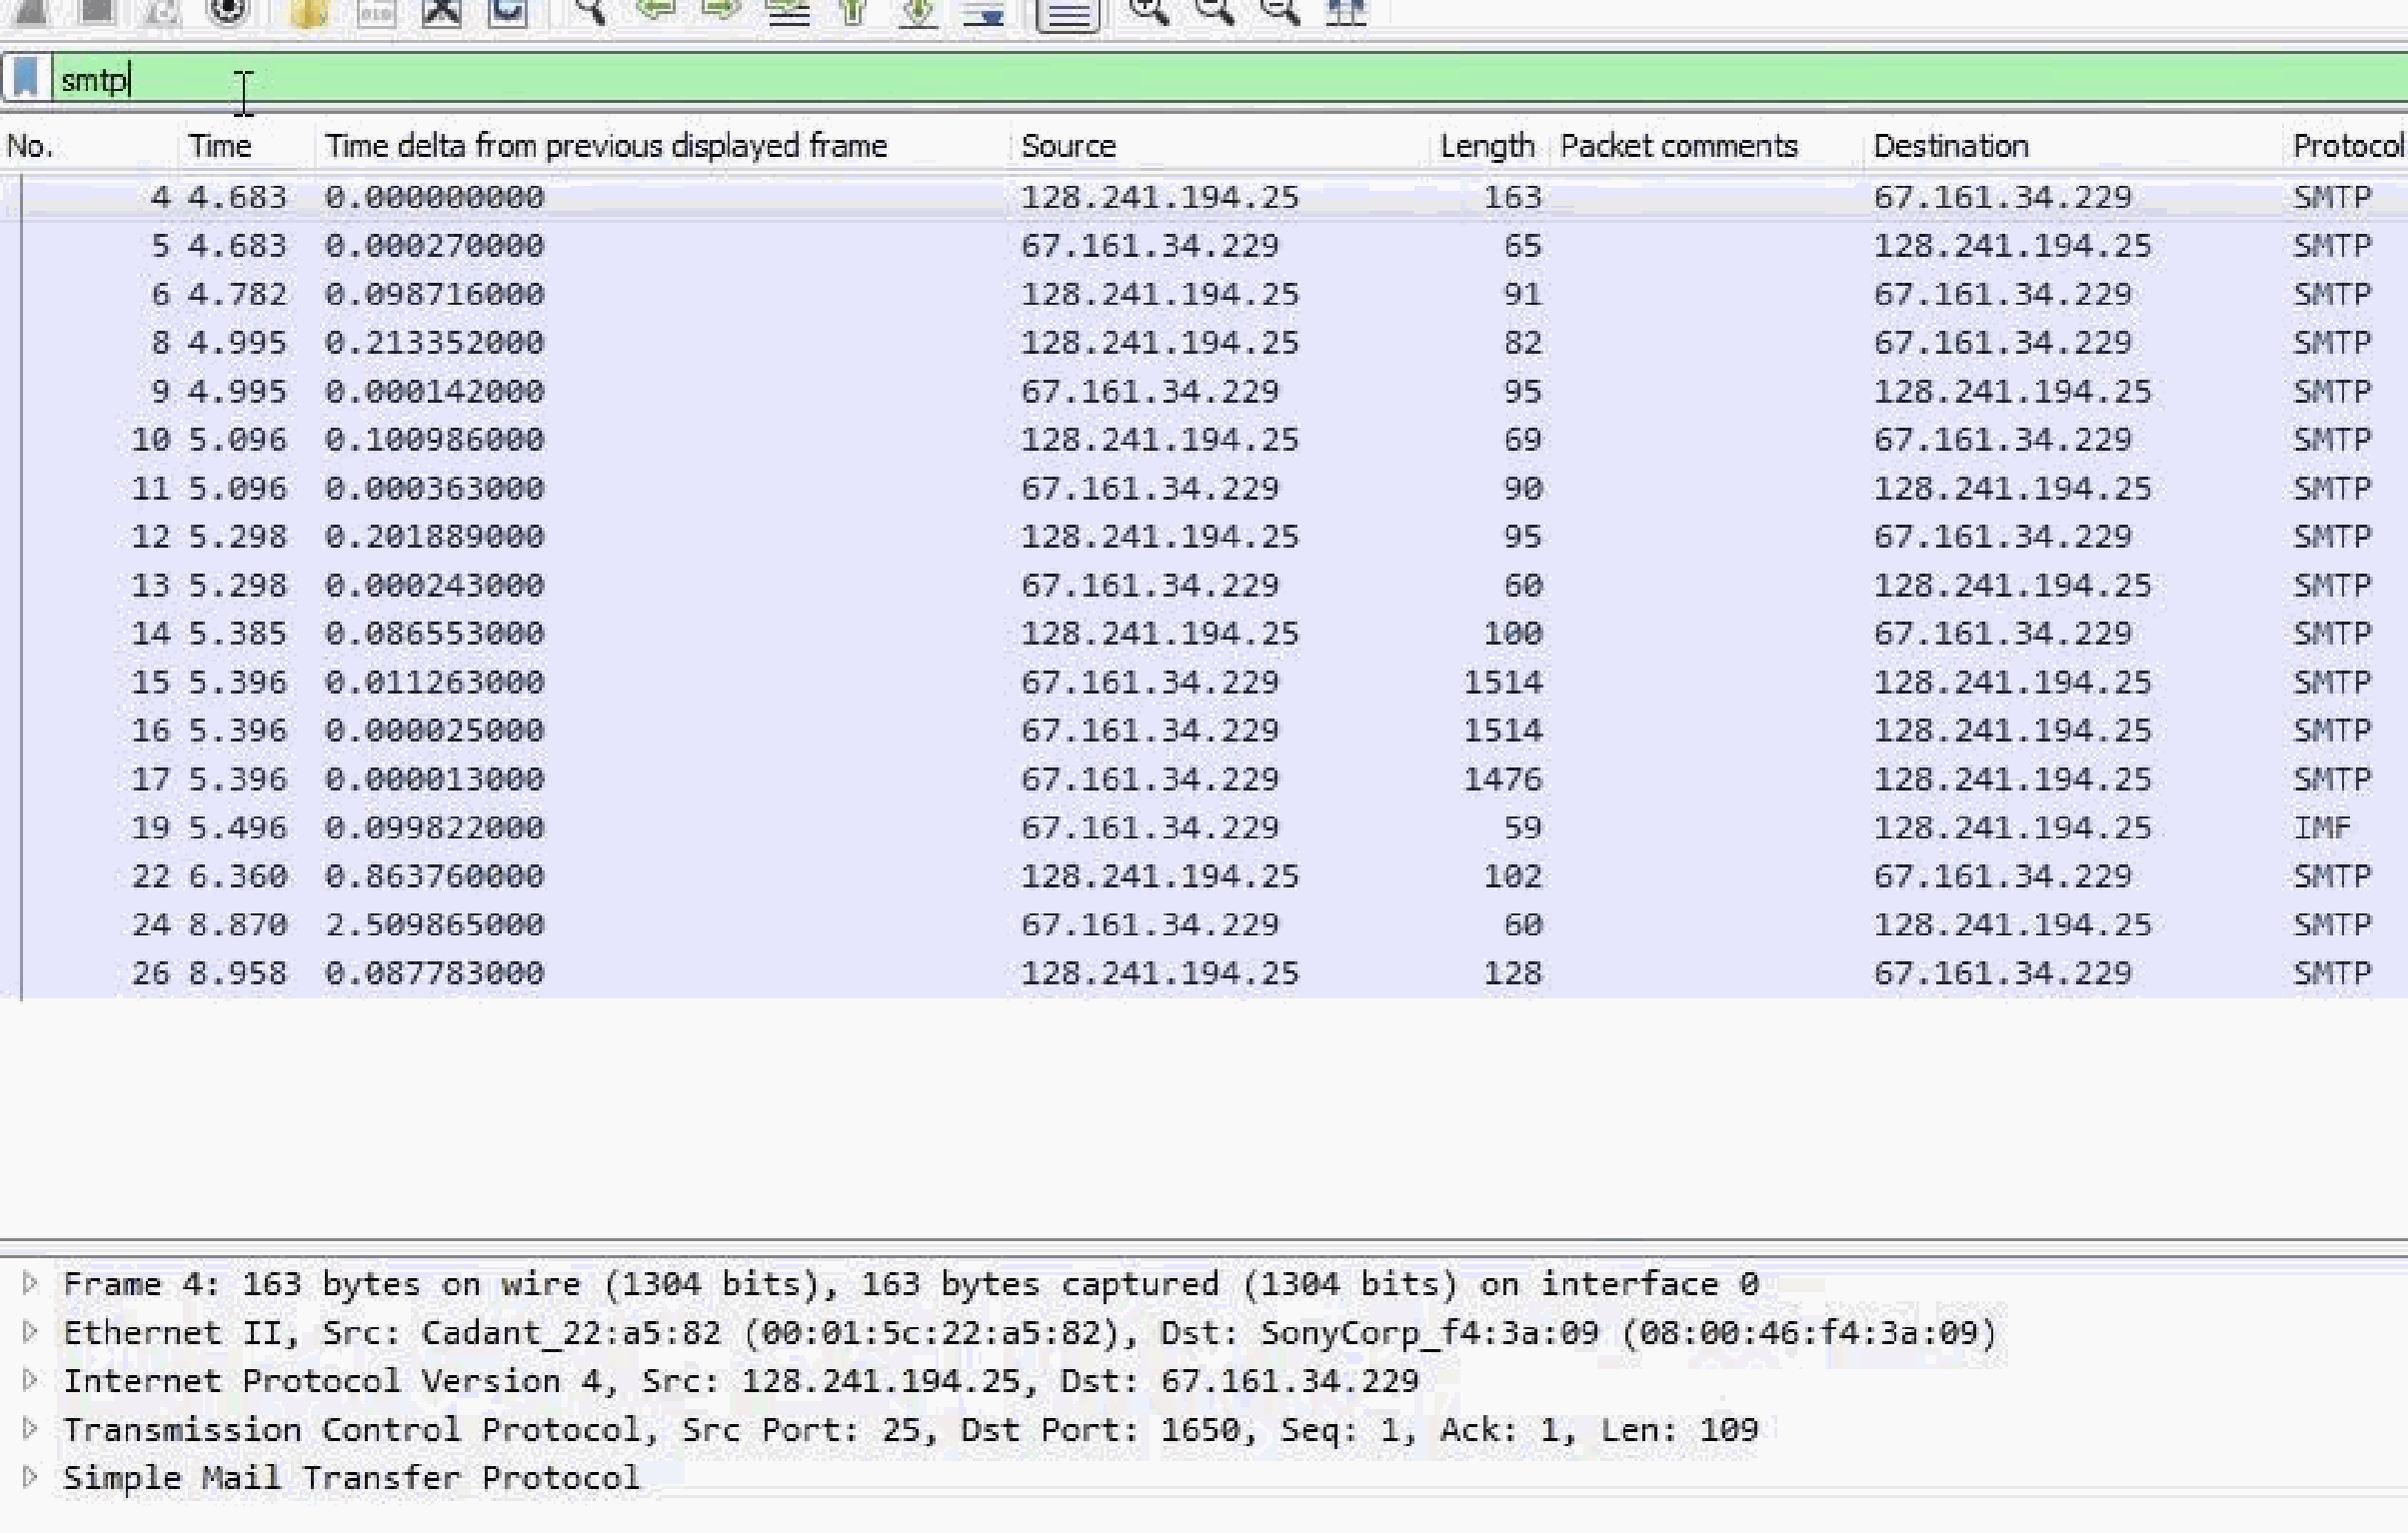 smtp
No. Time Time delta from previous displayed frame Source Length Packet comments Destination Protocol
4 4.683 0.000000000 128.241.194.25 163 67.161.34.229 SMTP
5 4.683 0.000270000 67.161.34.229 65 128.241.194.25 SMTP
6 4.782 0.098716000 128.241.194.25 91 67.161.34.229 SMTP
8 4.995 0.213352000 128.241.194.25 82 67.161.34.229 SMTP
9 4.995 0.000142000 67.161.34.229 95 128.241.194.25 SMTP
10 5.096 0.100986000 128.241.194.25 69 67.161.34.229 SMTP
11 5.096 0.000363000 67.161.34.229 90 128.241.194.25 SMTP
12 5.298 0.201889000 128.241.194.25 95 67.161.34.229 SMTP
13 5.298 0.000243000 67.161.34.229 60 128.241.194.25 SMTP
14 5.385 0.086553000 128.241.194.25 100 67.161.34.229 SMTP
15 5.396 0.011263000 67.161.34.229 1514 128.241.194.25 SMTP
16 5.396 0.000025000 67.161.34.229 1514 128.241.194.25 SMTP
17 5.396 0.000013000 67.161.34.229 1476 128.241.194.25 SMTP
19 5.496 0.099822000 67.161.34.229 59 128.241.194.25 IMF
22 6.360 0.863760000 128.241.194.25 102 67.161.34.229 SMTP
24 8.870 2.509865000 67.161.34.229 60 128.241.194.25 SMTP
26 8.958 0.087783000 128.241.194.25 128 67.161.34.229 SMTP
Frame 4: 163 bytes on wire (1304 bits), 163 bytes captured (1304 bits) on interface 0
Ethernet II, Src: Cadant_22:a5:82 (00:01:5c:22:a5:82), Dst: SonyCorp_f4:3a:09 (08:00:46:f4:3a:09)
Internet Protocol Version 4, Src: 128.241.194.25, Dst: 67.161.34.229
Transmission Control Protocol, Src Port: 25, Dst Port: 1650, Seq: 1, Ack: 1, Len: 109
Simple Mail Transfer Protocol